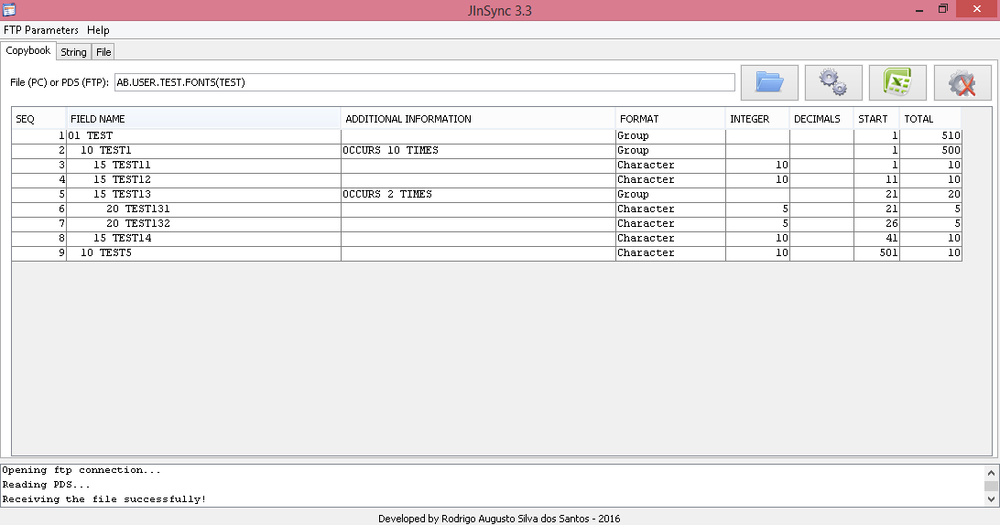 JInSync 3.3
FTP Parameters Help
Copybook String File
File (PC) or PDS (FTP): AB.USER.TEST.FONTS(TEST)
SEQ FIELD NAME ADDITIONAL INFORMATION FORMAT INTEGER DECIMALS START TOTAL
1 01 TEST Group 1 510
2 10 TEST1 OCCURS 10 TIMES Group 1 500
3 15 TEST11 Character 10 1 10
4 15 TEST12 Character 10 11 10
5 15 TEST13 OCCURS 2 TIMES Group 21 20
6 20 TEST131 Character 5 21 5
7 20 TEST132 Character 5 26 5
8 15 TEST14 Character 10 41 10
9 10 TEST5 Character 10 501 10
Opening ftp connection...
Reading PDS...
Receiving the file successfully!
Developed by Rodrigo Augusto Silva dos Santos - 2016